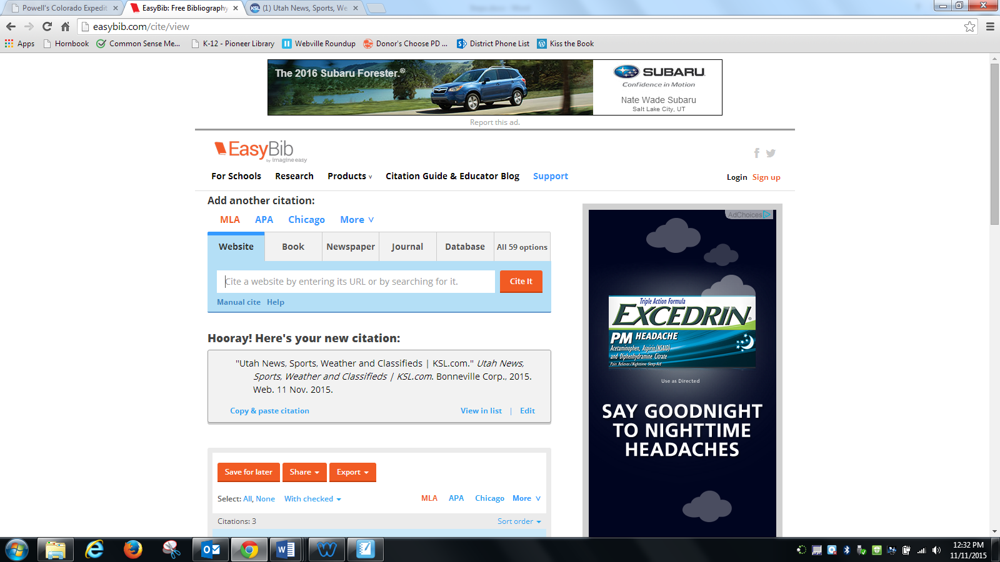 Powell's Colorado Expedit
EasyBib: Free Bibliography
KSL (1) Utah News, Sports, We
easybib.com/cite/view
Apps Hornbook Common Sense Me... K-12 - Pioneer Library Webville Roundup Donor's Choose PD ... District Phone List Kiss the Book
The 2016 Subaru Forester.®
SUBARU
Confidence in Motion
Nate Wade Subaru
Salt Lake City, UT
Report this ad.
EasyBib
by imagine easy
For Schools Research Products v Citation Guide & Educator Blog Support
Login Sign up
Add another citation:
MLA APA Chicago More v
Website Book Newspaper Journal Database All 59 options
Cite a website by entering its URL or by searching for it. Cite It
Manual cite Help
Hooray! Here's your new citation:
"Utah News, Sports, Weather and Classifieds | KSL.com." Utah News,
Sports, Weather and Classifieds | KSL.com. Bonneville Corp., 2015.
Web. 11 Nov. 2015.
Copy & paste citation View in list | Edit
Save for later Share Export
Select: All, None With checked MLA APA Chicago More v
Citations: 3 Sort order
AdChoices
Triple Action Formula
EXCEDRIN®
PM HEADACHE
Acetaminophen, Aspirin (NSAID)
and Diphenhydramine Citrate
Pain Reliever/Nighttime Sleep-Aid
Use as Directed
SAY GOODNIGHT
TO NIGHTTIME
HEADACHES
12:32 PM
11/11/2015